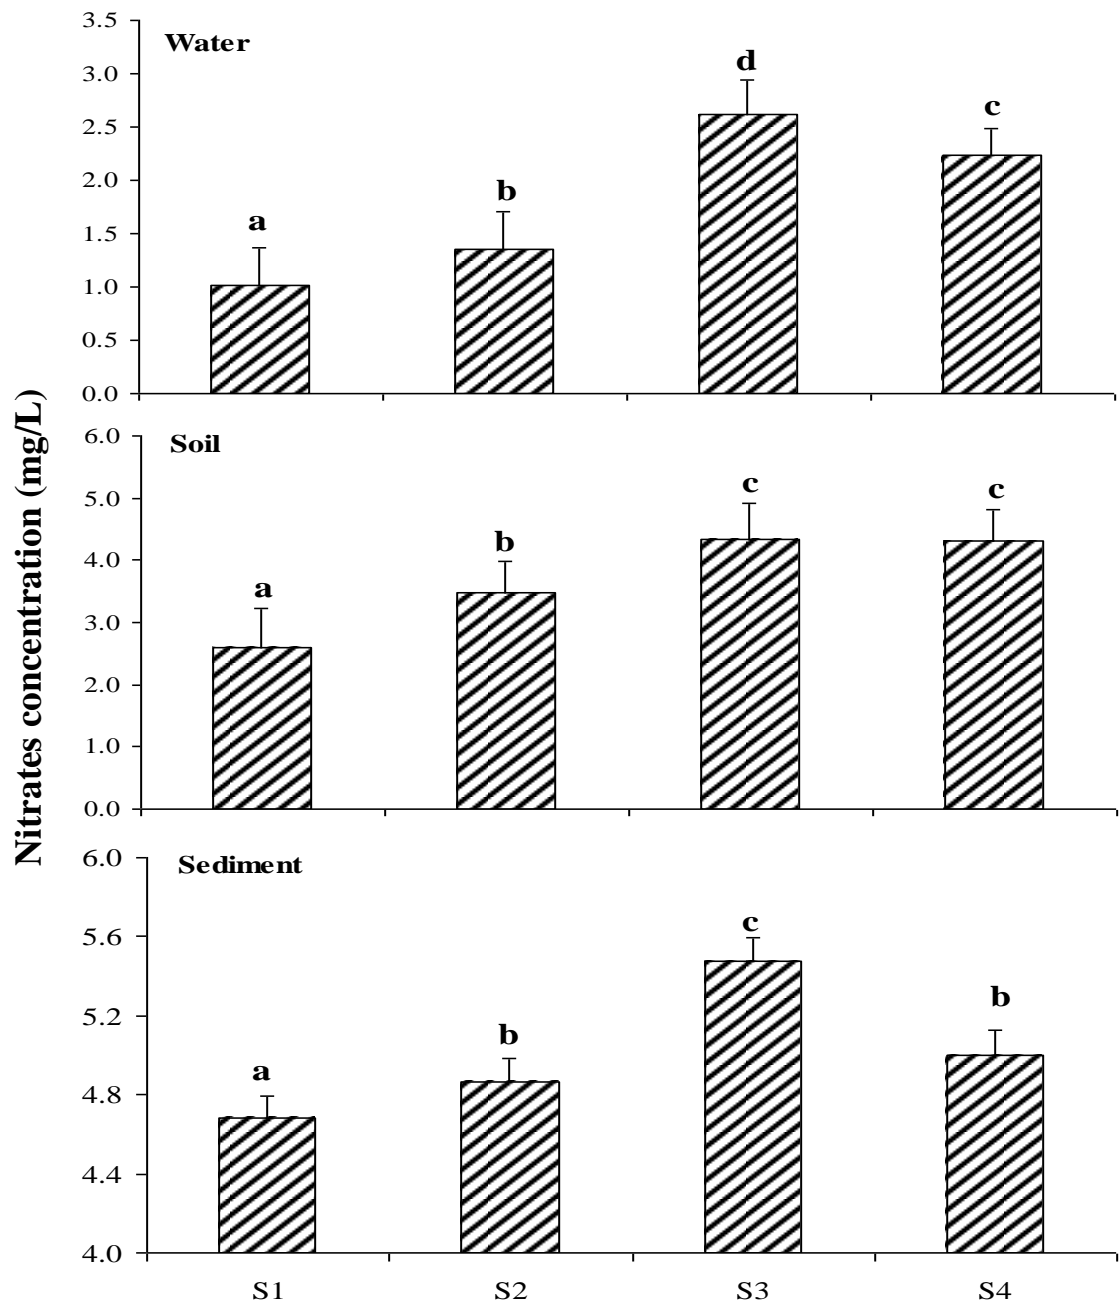 Nitrates concentration (mg/L)
Water
3.5
3.0
2.5
2.0
1.5
1.0
0.5
0.0
a
b
d
c
Soil
6.0
5.0
4.0
3.0
2.0
1.0
0.0
a
b
c
c
Sediment
6.0
5.6
5.2
4.8
4.4
4.0
a
b
c
b
S1 S2 S3 S4